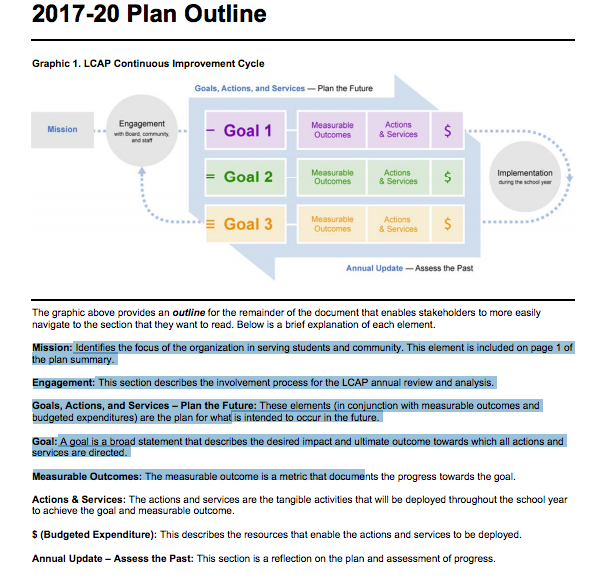 2017-20 Plan Outline
Graphic 1. LCAP Continuous Improvement Cycle
Goals, Actions, and Services — Plan the Future
Mission
Engagement
with Board, community,
and staff
– Goal 1
Measurable
Outcomes
Actions
& Services
$
= Goal 2
Measurable
Outcomes
Actions
& Services
$
≡ Goal 3
Measurable
Outcomes
Actions
& Services
$
Implementation
during the school year
Annual Update — Assess the Past
The graphic above provides an outline for the remainder of the document that enables stakeholders to more easily
navigate to the section that they want to read. Below is a brief explanation of each element.
Mission: Identifies the focus of the organization in serving students and community. This element is included on page 1 of
the plan summary.
Engagement: This section describes the involvement process for the LCAP annual review and analysis.
Goals, Actions, and Services – Plan the Future: These elements (in conjunction with measurable outcomes and
budgeted expenditures) are the plan for what is intended to occur in the future.
Goal: A goal is a broad statement that describes the desired impact and ultimate outcome towards which all actions and
services are directed.
Measurable Outcomes: The measurable outcome is a metric that documents the progress towards the goal.
Actions & Services: The actions and services are the tangible activities that will be deployed throughout the school year
to achieve the goal and measurable outcome.
$ (Budgeted Expenditure): This describes the resources that enable the actions and services to be deployed.
Annual Update – Assess the Past: This section is a reflection on the plan and assessment of progress.